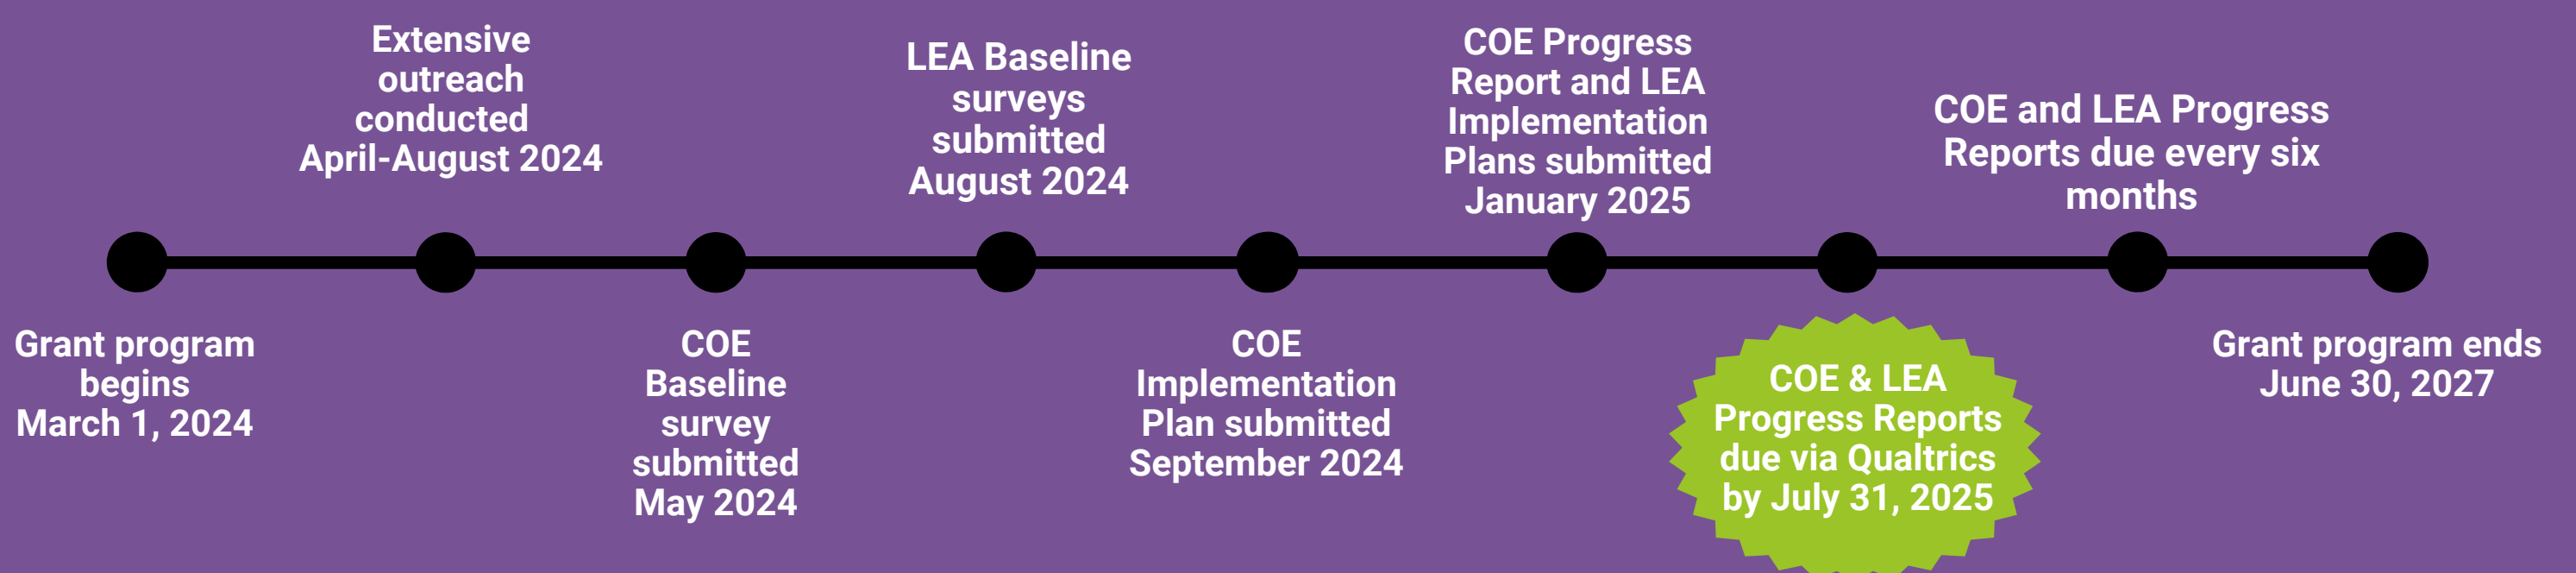 Grant program
begins
March 1, 2024
Extensive
outreach
conducted
April-August 2024
COE
Baseline
survey
submitted
May 2024
LEA Baseline
surveys
submitted
August 2024
COE
Implementation
Plan submitted
September 2024
COE Progress
Report and LEA
Implementation
Plans submitted
January 2025
COE & LEA
Progress Reports
due via Qualtrics
by July 31, 2025
COE and LEA Progress
Reports due every six
months
Grant program ends
June 30, 2027